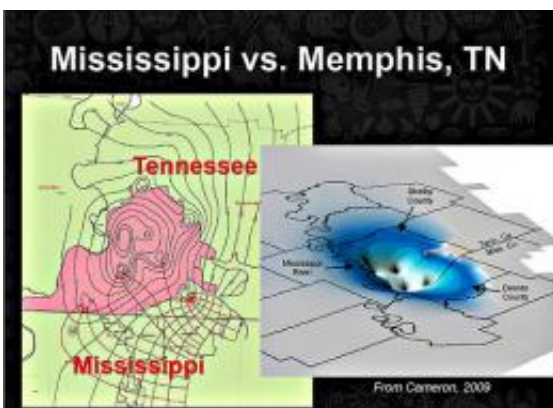 Mississippi vs. Memphis, TN
Tennessee
Mississippi
Shelby
County
Mississippi
River
Desoto
County
From Cameron, 2009